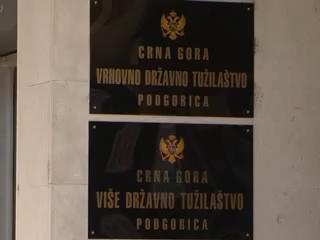 CRNA GORA
VRHOVNO DRŽAVNO TUŽILAŠTVO
PODGORICA
CRNA GORA
VIŠE DRŽAVNO TUŽILAŠTVO
PODGORICA